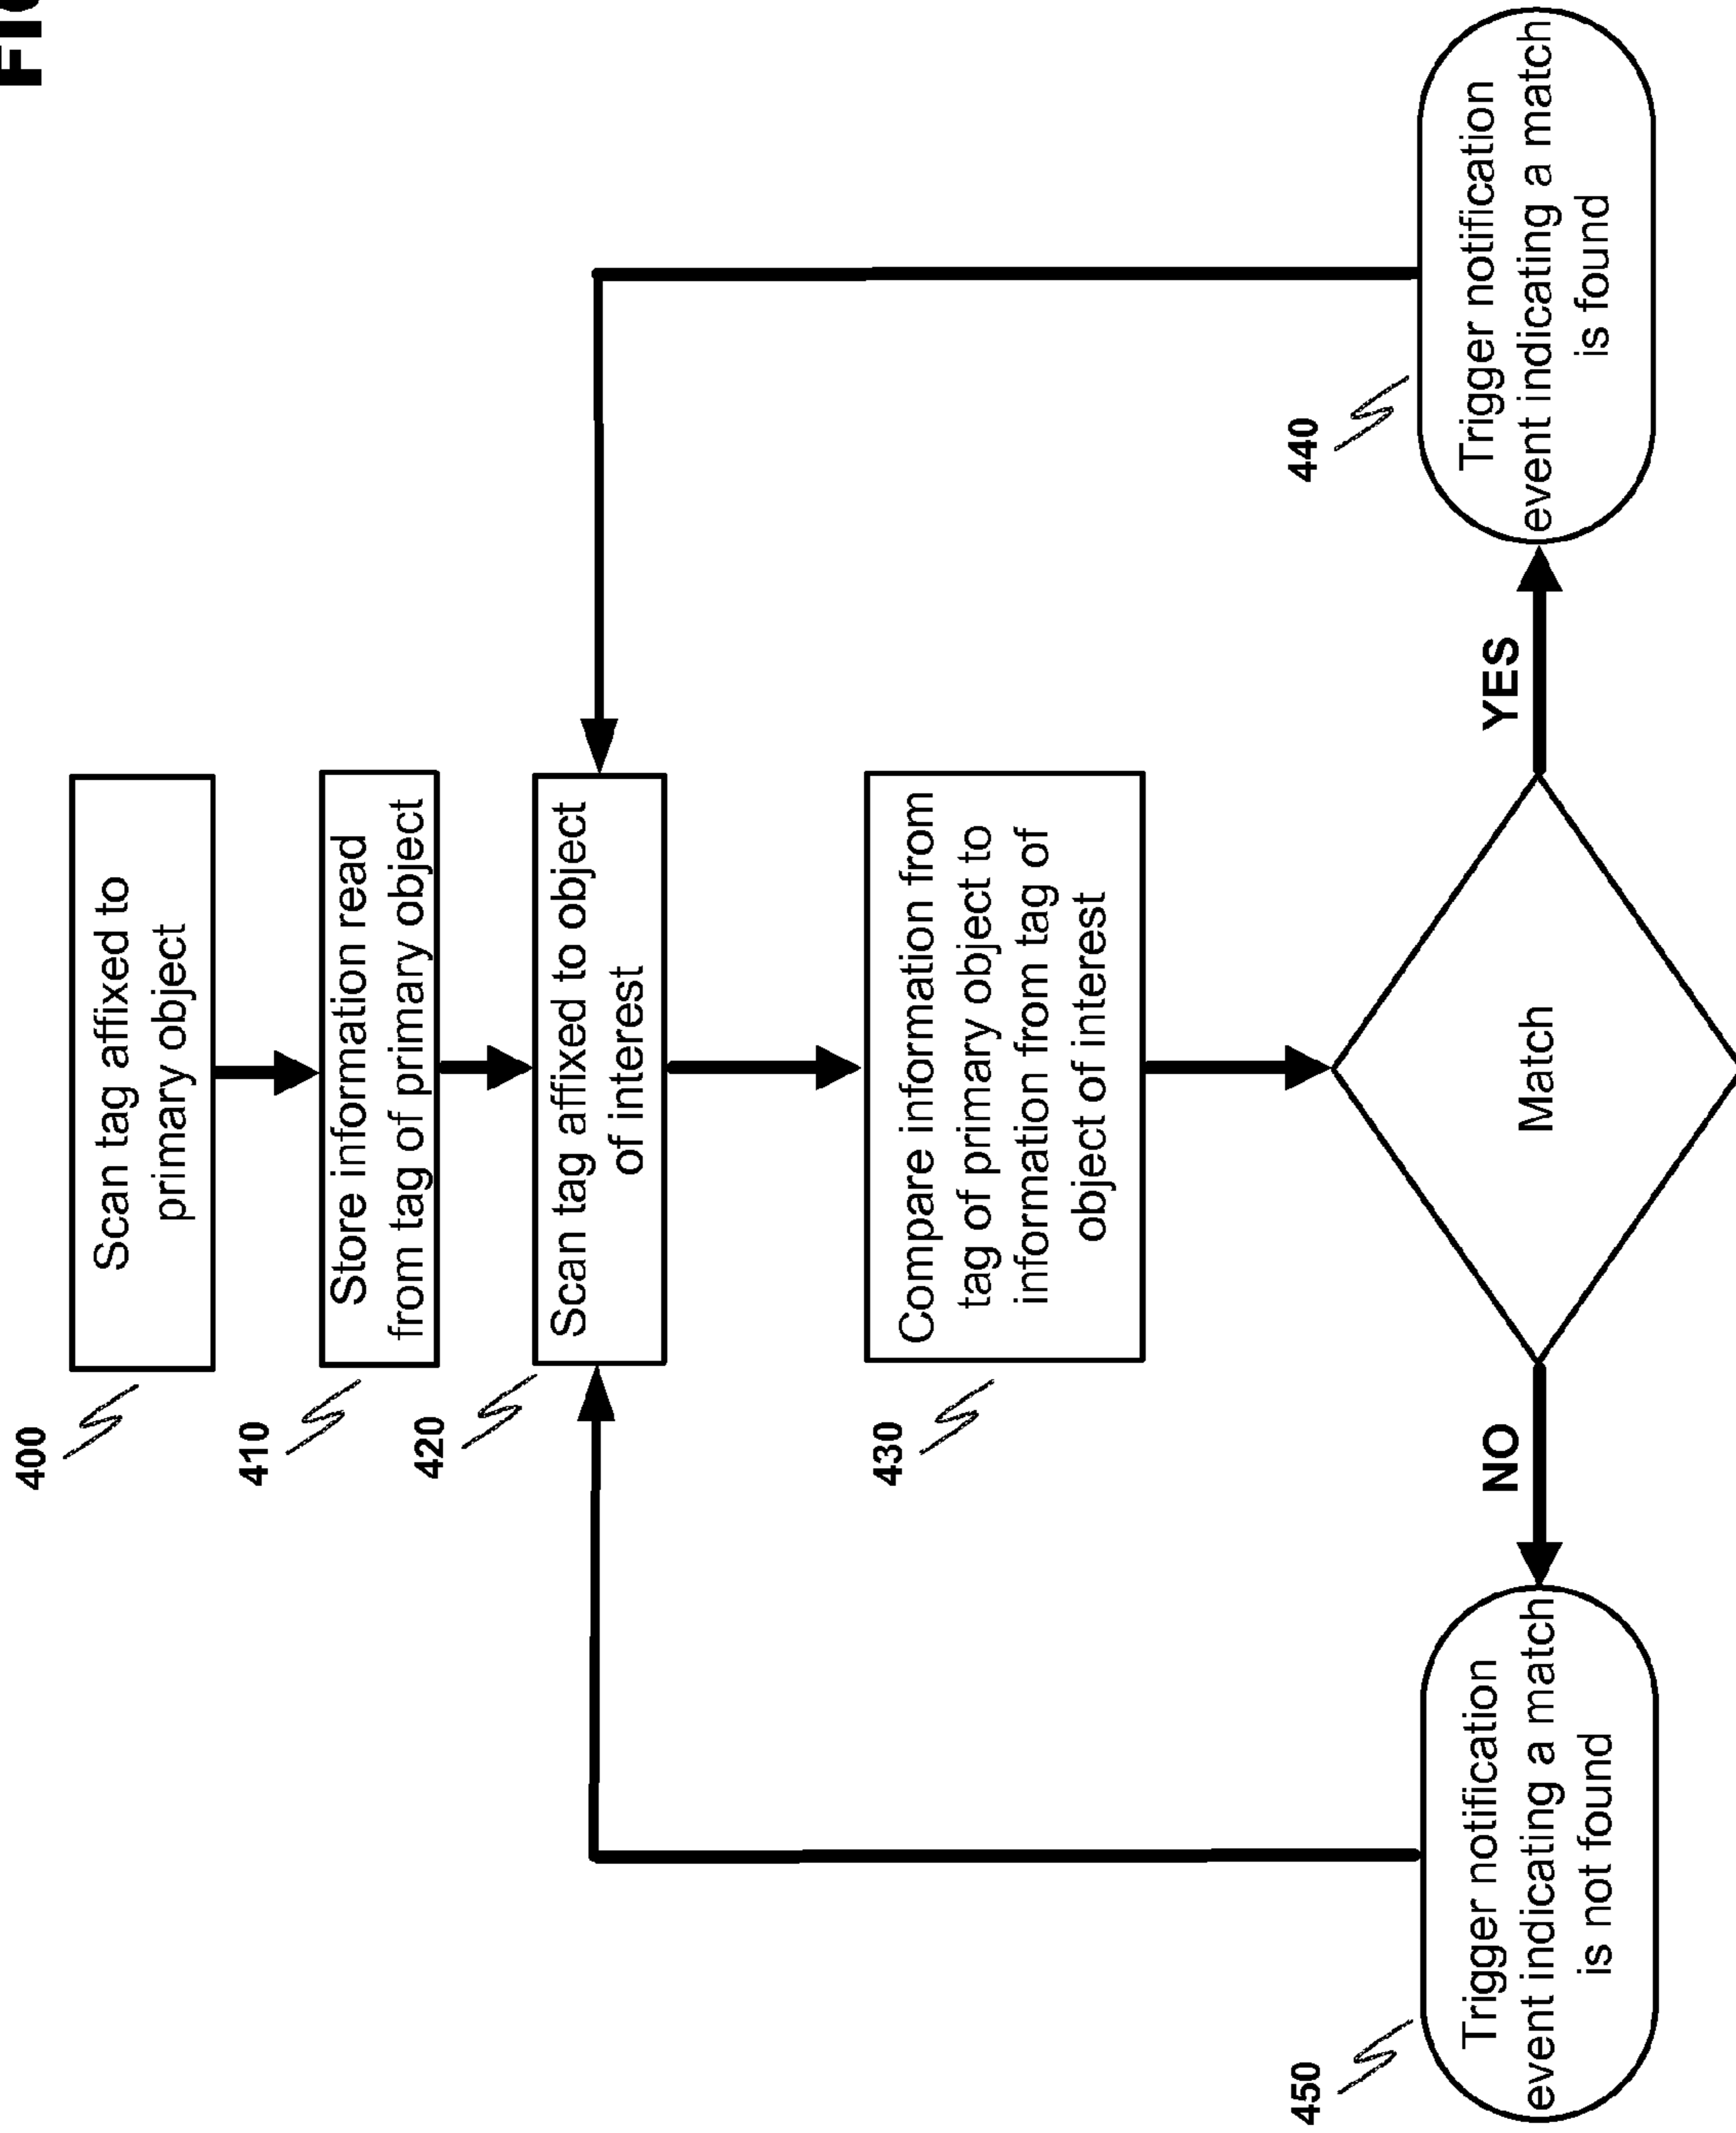 400
Scan tag affixed to
primary object
410
Store information read
from tag of primary object
420
Scan tag affixed to object
of interest
430
Compare information from
tag of primary object to
information from tag of
object of interest
Match
NO
YES
450
Trigger notification
event indicating a match
is not found
440
Trigger notification
event indicating a match
is found